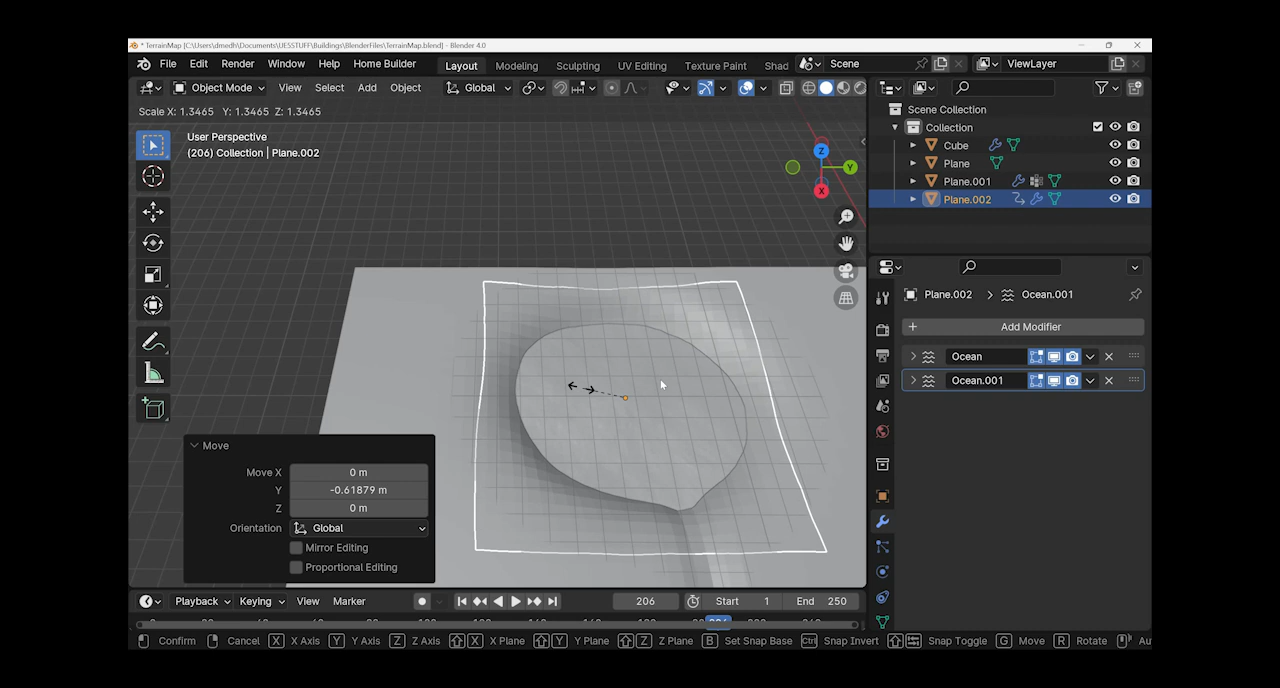 * TerrainMap [C:\Users\dmedh\Documents\UE5STUFF\Buildings\BlenderFiles\TerrainMap.blend] - Blender 4.0
File Edit Render Window Help Home Builder Layout Modeling Sculpting UV Editing Texture Paint Shad Scene ViewLayer
Object Mode View Select Add Object Global
Scale X: 1.3465 Y: 1.3465 Z: 1.3465
User Perspective
(206) Collection | Plane.002
Z
Y
X
Scene Collection
Collection
Cube
Plane
Plane.001
Plane.002
Plane.002 Ocean.001
Add Modifier
Ocean
Ocean.001
Move
Move X 0 m
Y -0.61879 m
Z 0 m
Orientation Global
Mirror Editing
Proportional Editing
Playback Keying View Marker 206 Start 1 End 250
Confirm Cancel X X Axis Y Y Axis Z Z Axis X X Plane Y Y Plane Z Z Plane B Set Snap Base Ctrl Snap Invert Snap Toggle G Move R Rotate Au